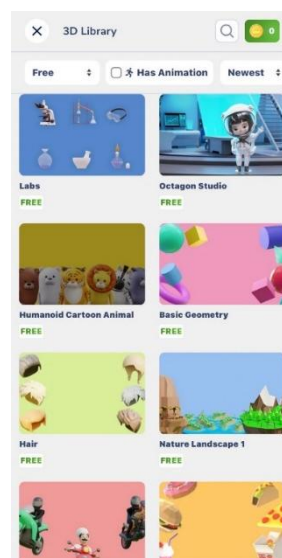 3D Library
0
Free
Has Animation
Newest
Labs
FREE
Octagon Studio
FREE
Humanoid Cartoon Animal
FREE
Basic Geometry
FREE
Hair
FREE
Nature Landscape 1
FREE